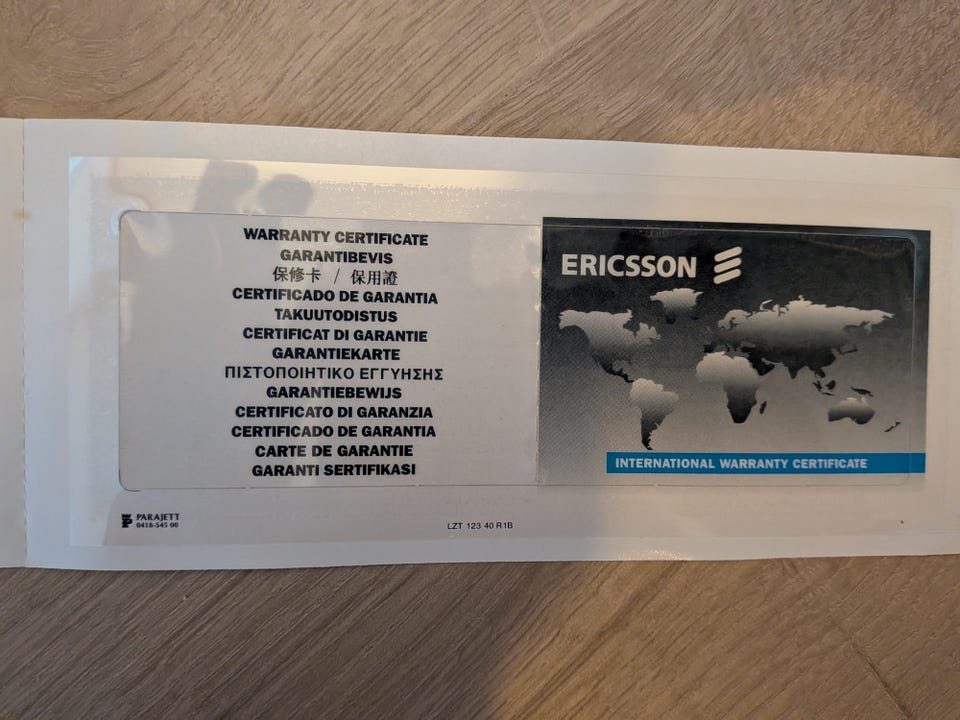 WARRANTY CERTIFICATE
GARANTIBEVIS
保修卡 / 保用證
CERTIFICADO DE GARANTIA
TAKUUTODISTUS
CERTIFICAT DI GARANTIE
GARANTIEKARTE
ΠΙΣΤΟΠΟΙΗΤΙΚΟ ΕΓΓΥΗΣΗΣ
GARANTIEBEWIJS
CERTIFICATO DI GARANZIA
CERTIFICADO DE GARANTIA
CARTE DE GARANTIE
GARANTI SERTIFIKASI
ERICSSON
INTERNATIONAL WARRANTY CERTIFICATE
PARAJETT
0418-545 00
LZT 123 40 R1B